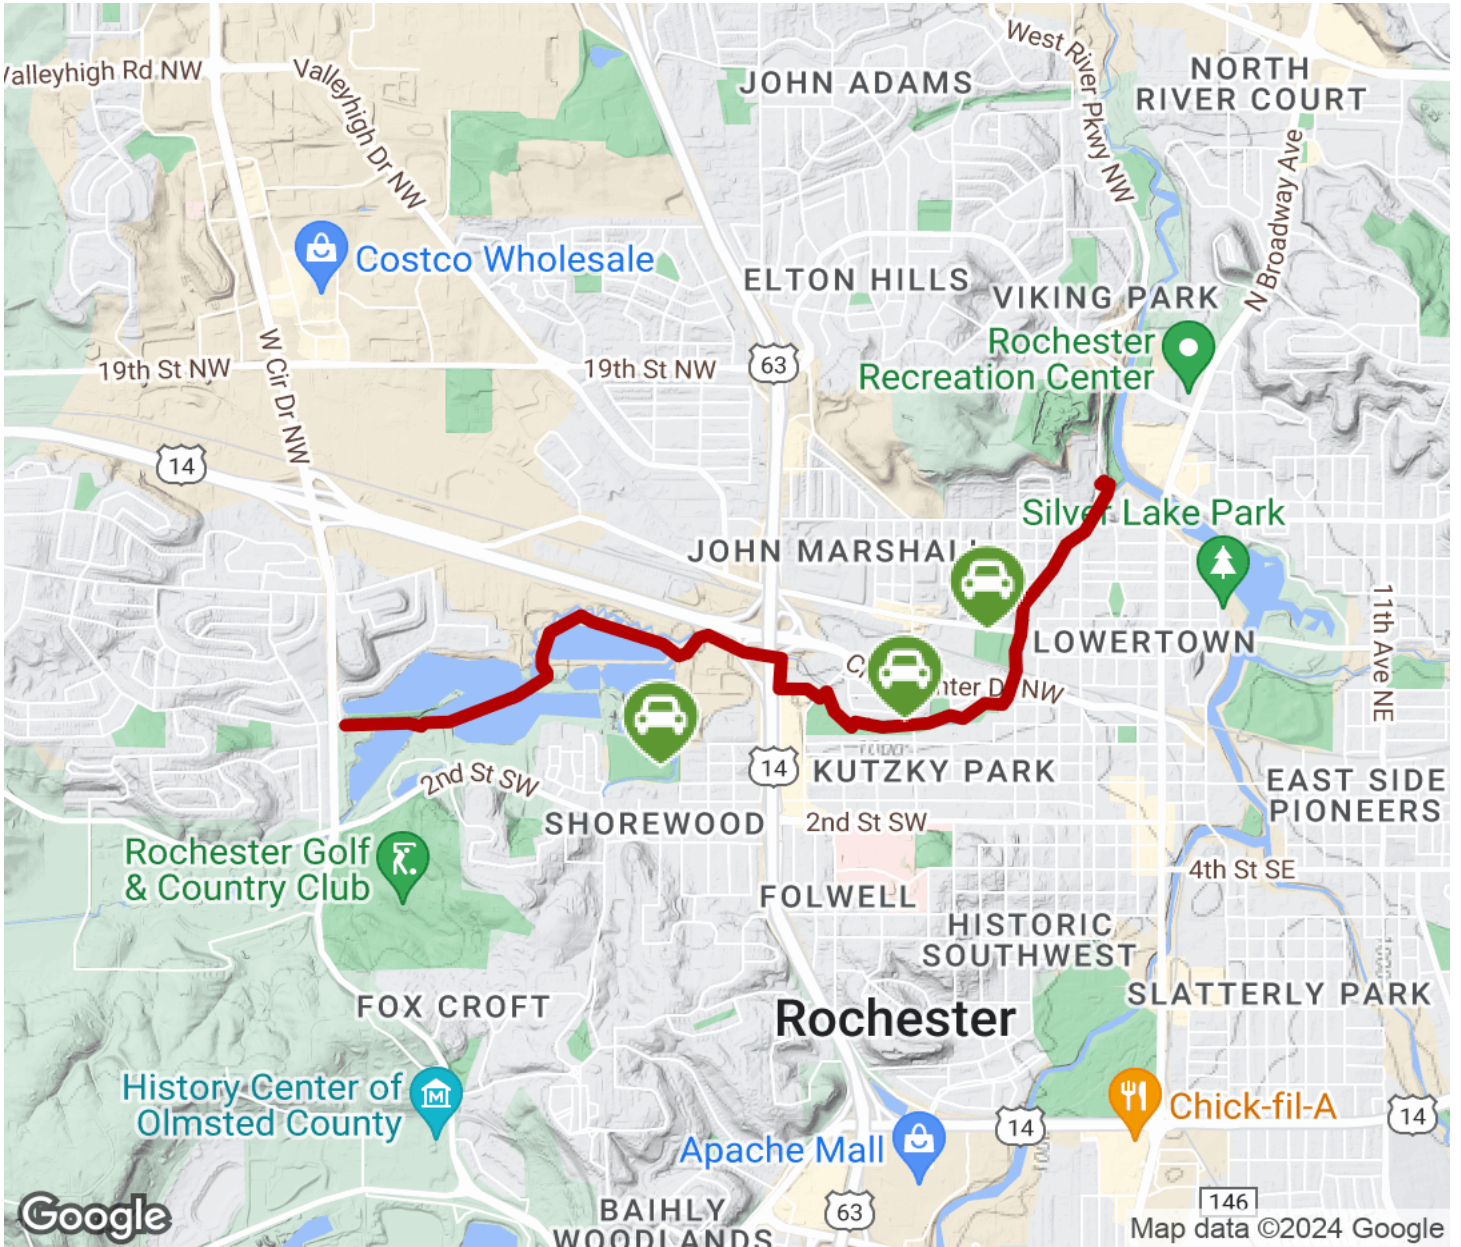 West River Pkwy NW
NORTH
RIVER COURT
Valleyhigh Rd NW
Valleyhigh Dr NW
JOHN ADAMS
N Broadway Ave
Costco Wholesale
ELTON HILLS
VIKING PARK
Rochester
Recreation Center
19th St NW
19th St NW
63
W Cir Dr NW
14
Silver Lake Park
JOHN MARSHALL
11th Ave NE
LOWERTOWN
nter D
NW
14
KUTZKY PARK
2nd St SW
EAST SIDE
PIONEERS
SHOREWOOD
2nd St SW
Rochester Golf
& Country Club
4th St SE
FOLWELL
HISTORIC
SOUTHWEST
SLATTERLY PARK
FOX CROFT
Rochester
History Center of
Olmsted County
M
Chick-fil-A
14
14
Apache Mall
BAIHLY
WOODLANDS
63
146
Google
Map data ©2024 Google